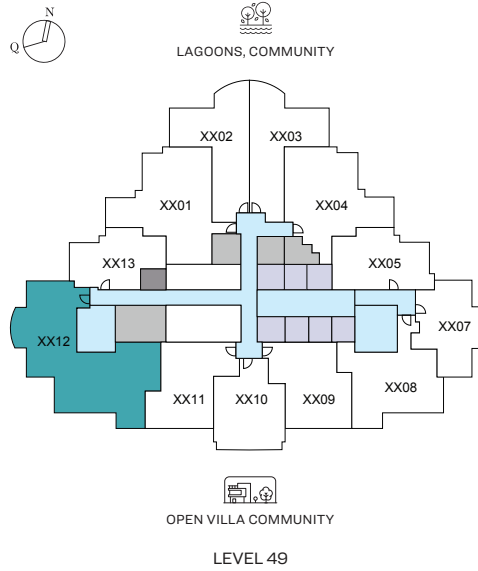 N
Q
LAGOONS, COMMUNITY
XX02 XX03
XX01 XX04
XX13 XX05
XX12 XX07
XX11 XX10 XX09 XX08
OPEN VILLA COMMUNITY
LEVEL 49